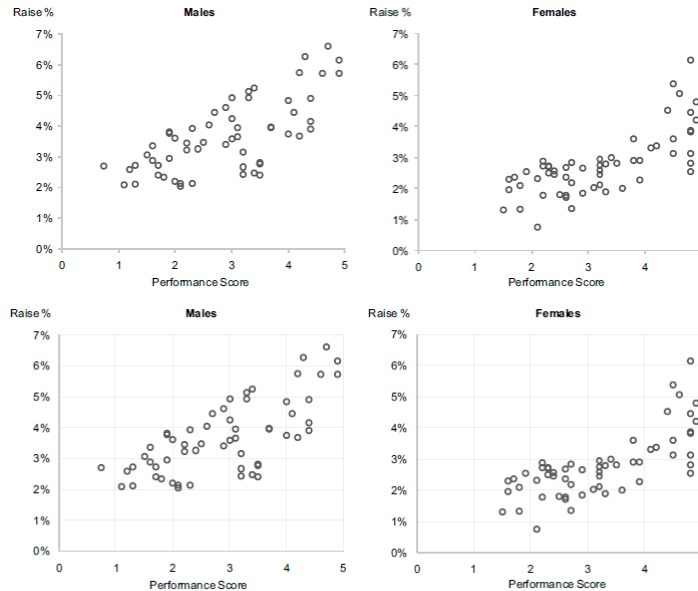 Raise % Males
7%
6%
5%
4%
3%
2%
1%
0%
0 1 2 3 4 5
Performance Score
Raise % Females
7%
6%
5%
4%
3%
2%
1%
0%
0 1 2 3 4
Performance Score
Raise % Males
7%
6%
5%
4%
3%
2%
1%
0%
0 1 2 3 4 5
Performance Score
Raise % Females
7%
6%
5%
4%
3%
2%
1%
0%
0 1 2 3 4
Performance Score